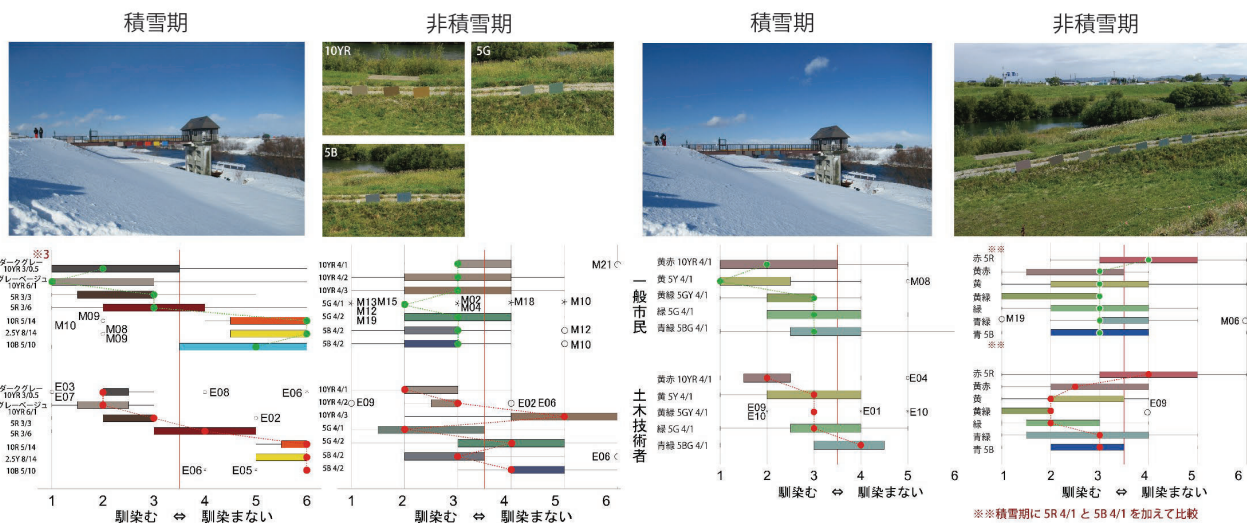 積雪期
非積雪期
積雪期
非積雪期
10YR
5G
5B
※3
ダークグレー
10YR 3/0.5
グレーベージュ
10YR 6/1
5R 3/3
5R 3/6
10R 5/14
2.5Y 8/14
10B 5/10
M10
M09
M08
M09
10YR 4/1
10YR 4/2
10YR 4/3
5G 4/1
5G 4/2
5B 4/2
5B 4/2
M21
M13
M12
M19
M15
M02
M04
M18
M10
M12
M10
一般市民
黄赤 10YR 4/1
黄 5Y 4/1
黄緑 5GY 4/1
緑 5G 4/1
青緑 5BG 4/1
M08
※※
赤 5R
黄赤
黄
黄緑
緑
青緑
青 5B
※※
M19
M06
ダークグレー
10YR 3/0.5
グレーベージュ
10YR 6/1
5R 3/3
5R 3/6
10R 5/14
2.5Y 8/14
10B 5/10
E03
E07
E08
E06
E02
E06
E05
10YR 4/1
10YR 4/2
10YR 4/3
5G 4/2
5G 4/2
5B 4/2
5B 4/2
E09
E02 E06
E06
土木技術者
黄赤 10YR 4/1
黄 5Y 4/1
黄緑 5GY 4/1
緑 5G 4/1
青緑 5BG 4/1
E04
E09
E10
E01
E10
赤 5R
黄赤
黄
黄緑
緑
青緑
青 5B
E09
1 2 3 4 5 6
馴染む ⇔ 馴染まない
1 2 3 4 5 6
馴染む ⇔ 馴染まない
1 2 3 4 5 6
馴染む ⇔ 馴染まない
1 2 3 4 5 6
馴染む ⇔ 馴染まない
※※積雪期に 5R 4/1 と 5B 4/1 を加えて比較